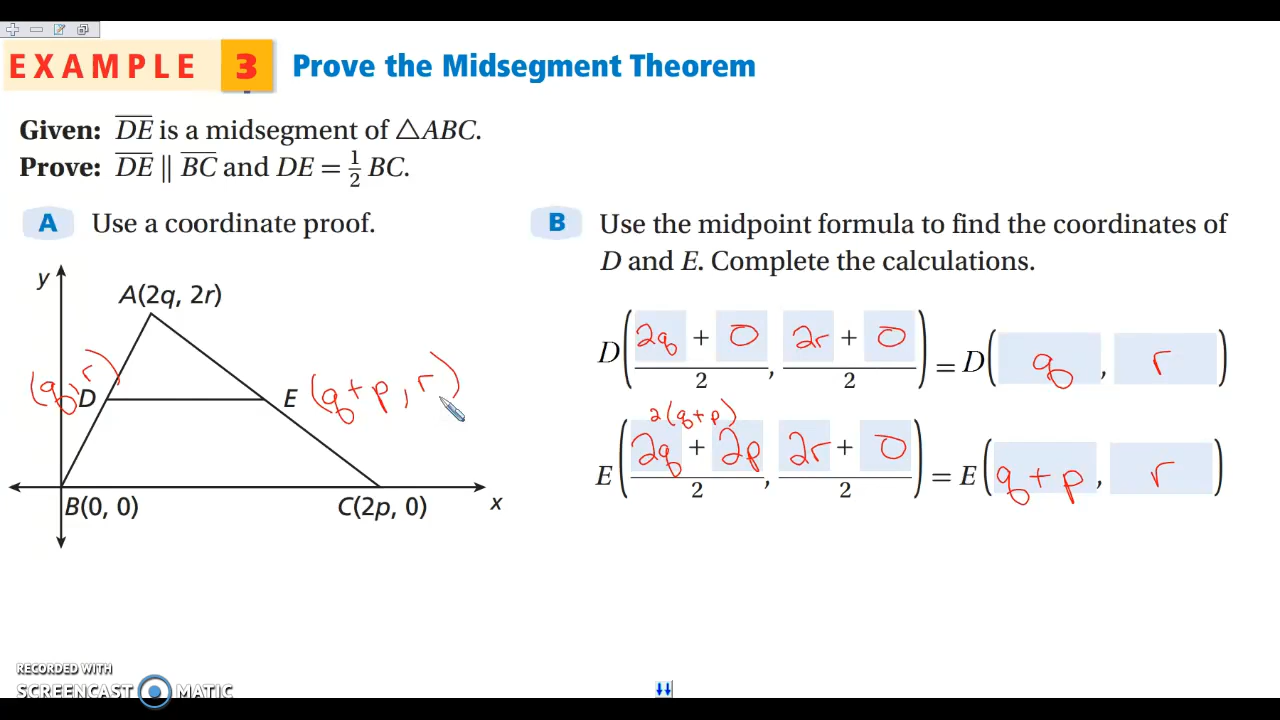 EXAMPLE 3 Prove the Midsegment Theorem
Given: DE is a midsegment of △ABC.
Prove: DE ∥ BC and DE = 1/2 BC.
A Use a coordinate proof.
y
A(2q, 2r)
(q, r)
D
E (q+p, r)
B(0, 0)
C(2p, 0)
x
B Use the midpoint formula to find the coordinates of
D and E. Complete the calculations.
D(2q + 0 / 2, 2r + 0 / 2) = D(q, r)
2(q+p)
E(2q + 2p / 2, 2r + 0 / 2) = E(q+p, r)
RECORDED WITH
SCREENCAST MATIC